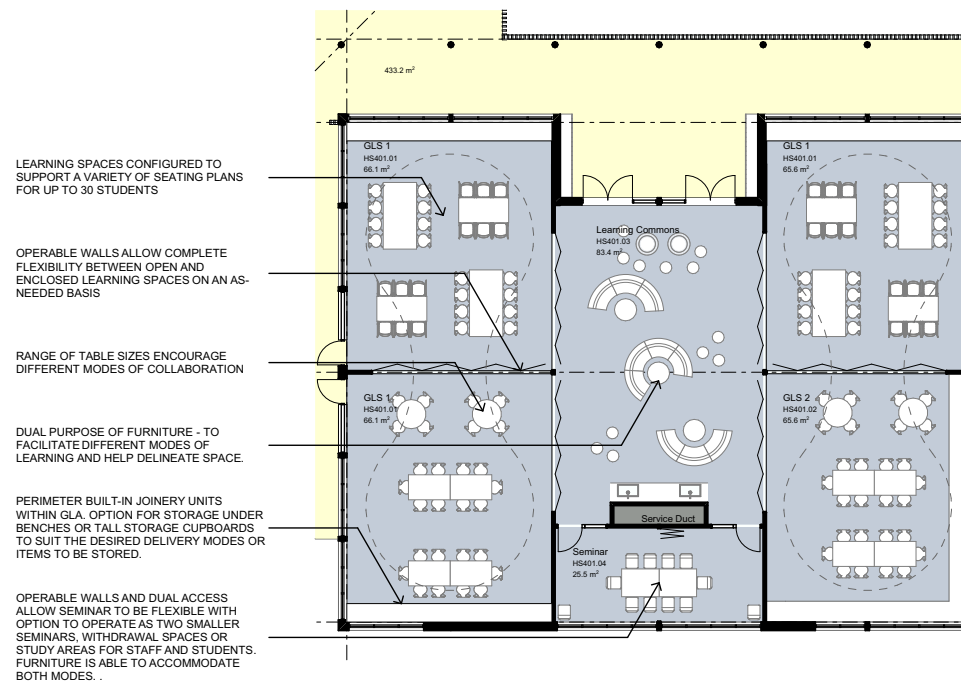 433.2 m²
LEARNING SPACES CONFIGURED TO
SUPPORT A VARIETY OF SEATING PLANS
FOR UP TO 30 STUDENTS
OPERABLE WALLS ALLOW COMPLETE
FLEXIBILITY BETWEEN OPEN AND
ENCLOSED LEARNING SPACES ON AN AS-
NEEDED BASIS
RANGE OF TABLE SIZES ENCOURAGE
DIFFERENT MODES OF COLLABORATION
DUAL PURPOSE OF FURNITURE - TO
FACILITATE DIFFERENT MODES OF
LEARNING AND HELP DELINEATE SPACE.
PERIMETER BUILT-IN JOINERY UNITS
WITHIN GLA. OPTION FOR STORAGE UNDER
BENCHES OR TALL STORAGE CUPBOARDS
TO SUIT THE DESIRED DELIVERY MODES OR
ITEMS TO BE STORED.
OPERABLE WALLS AND DUAL ACCESS
ALLOW SEMINAR TO BE FLEXIBLE WITH
OPTION TO OPERATE AS TWO SMALLER
SEMINARS, WITHDRAWAL SPACES OR
STUDY AREAS FOR STAFF AND STUDENTS.
FURNITURE IS ABLE TO ACCOMMODATE
BOTH MODES. .
GLS 1
HS401.01
66.1 m²
Learning Commons
HS401.03
83.4 m²
GLS 1
HS401.01
65.6 m²
GLS 1
HS401.01
66.1 m²
GLS 2
HS401.02
65.6 m²
Service Duct
Seminar
HS401.04
25.5 m²